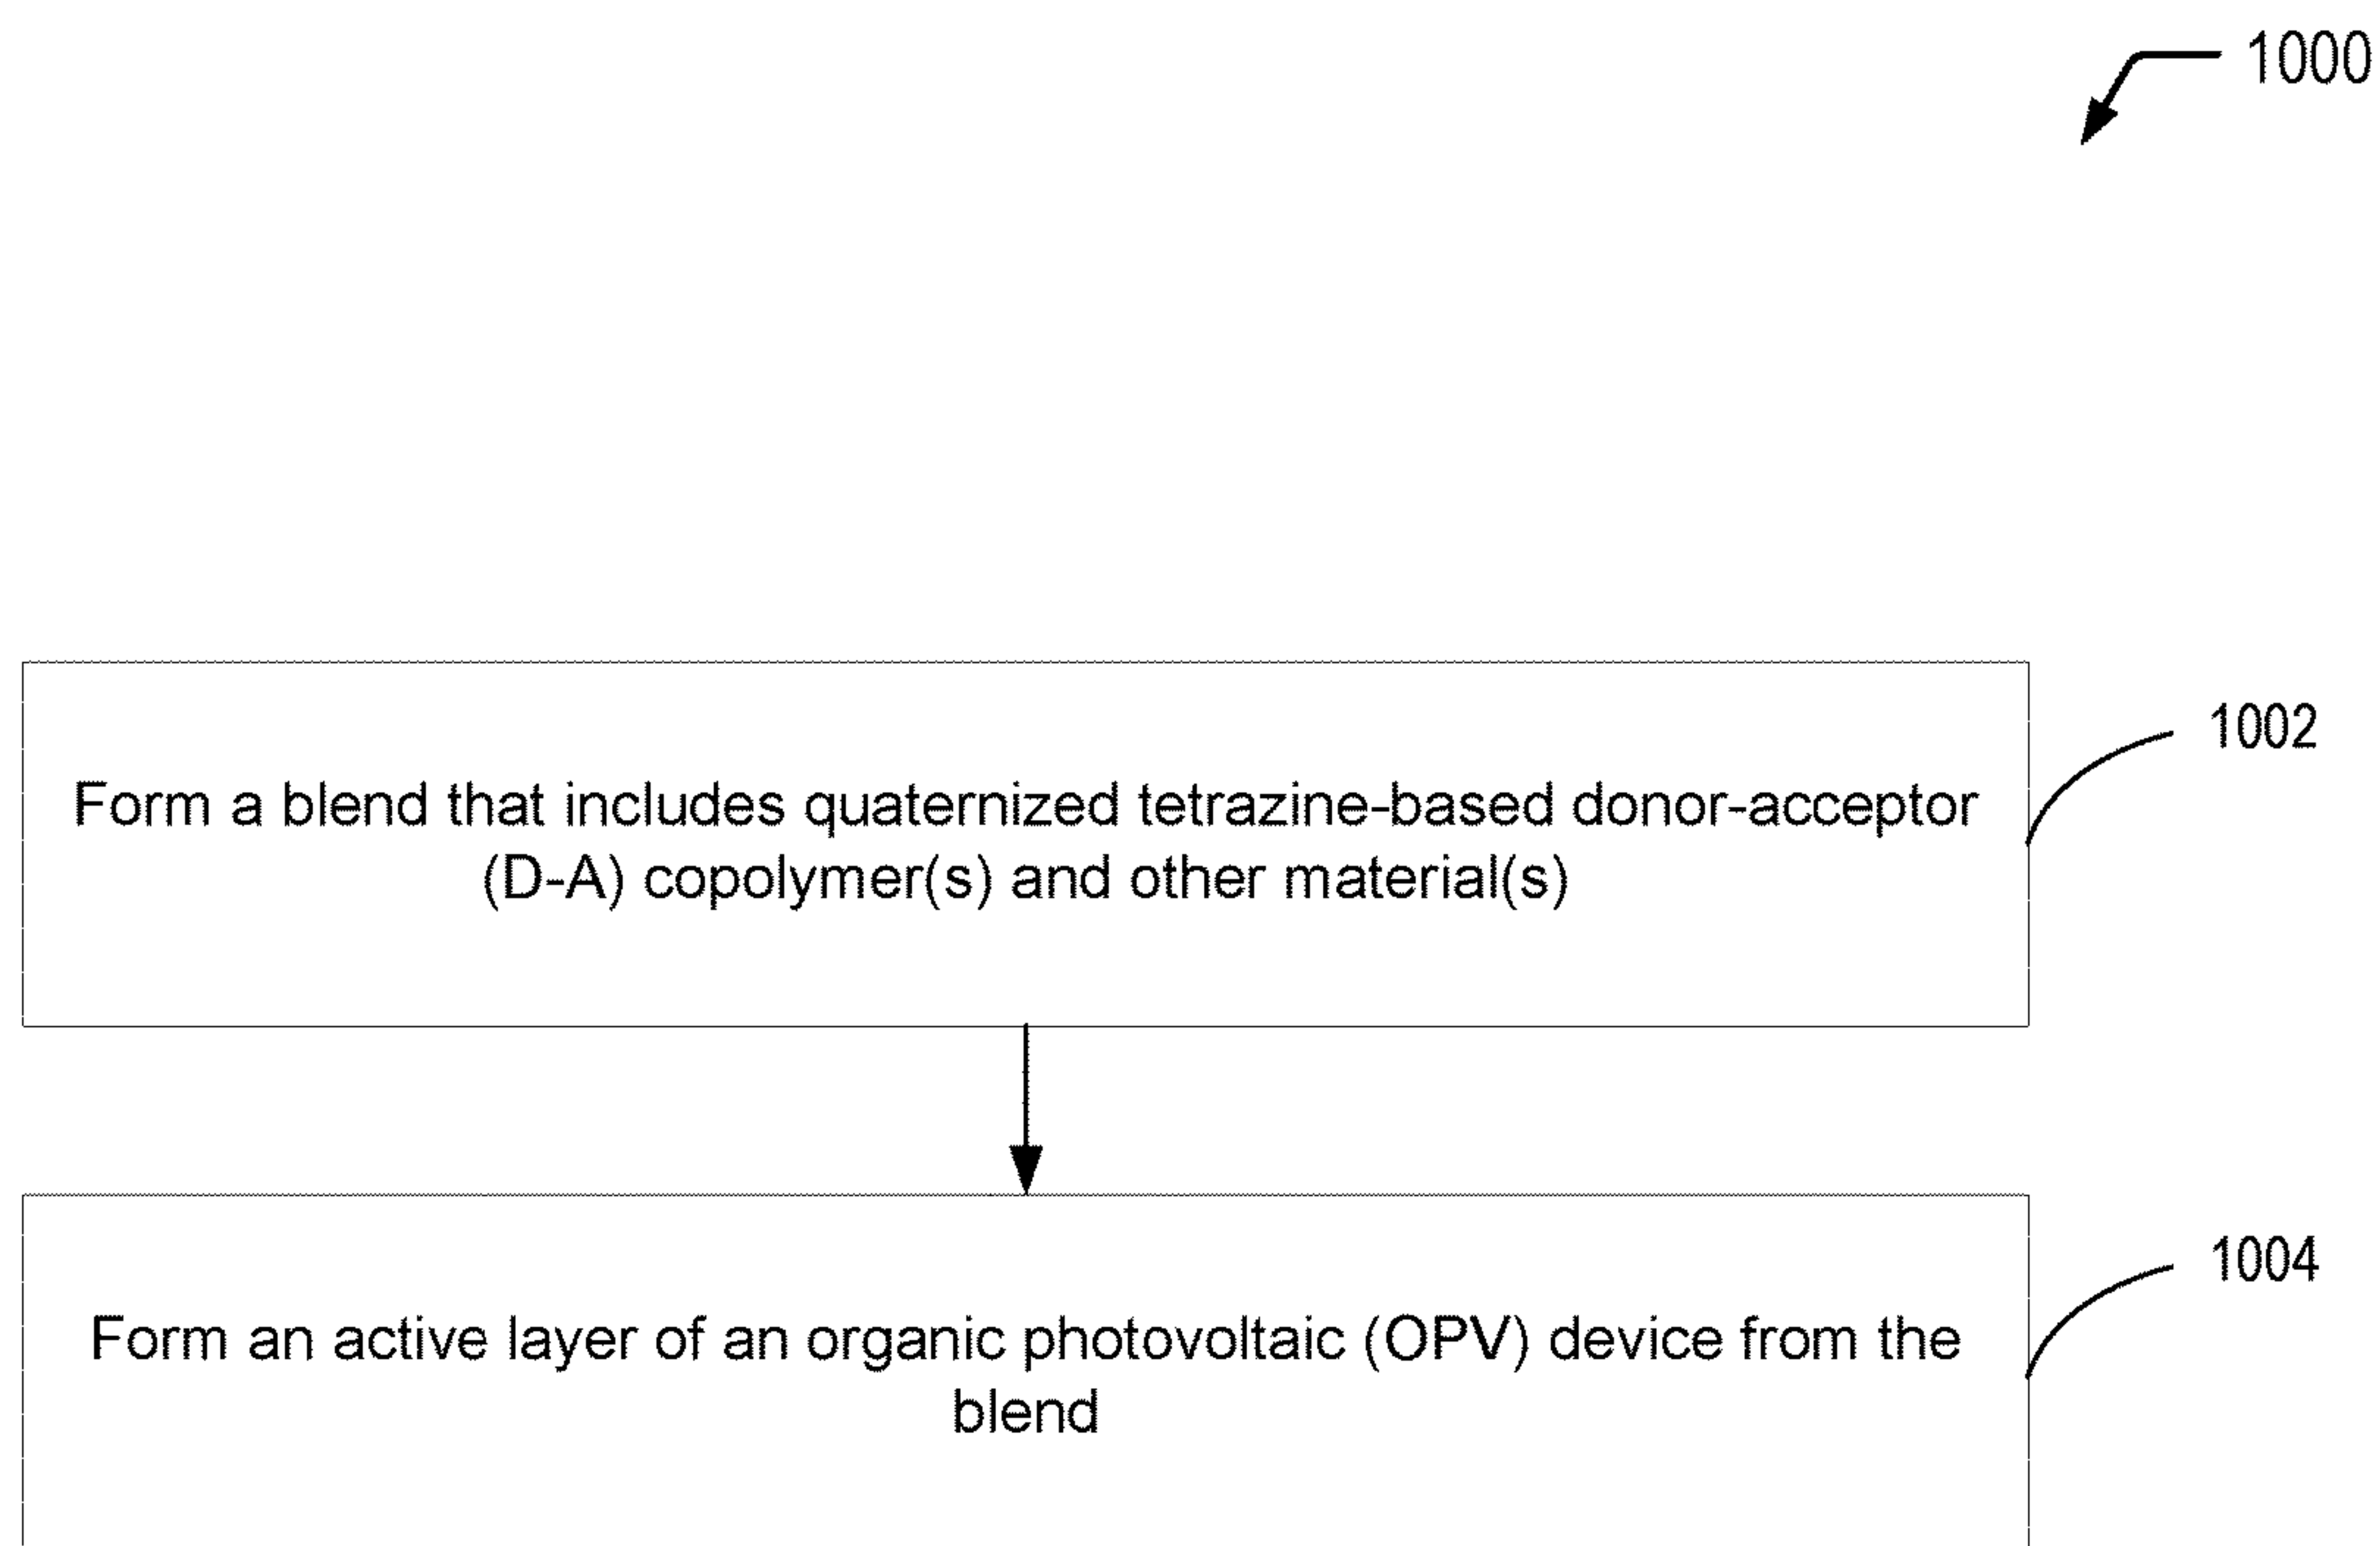 1000
1002
Form a blend that includes quaternized tetrazine-based donor-acceptor
(D-A) copolymer(s) and other material(s)
1004
Form an active layer of an organic photovoltaic (OPV) device from the
blend